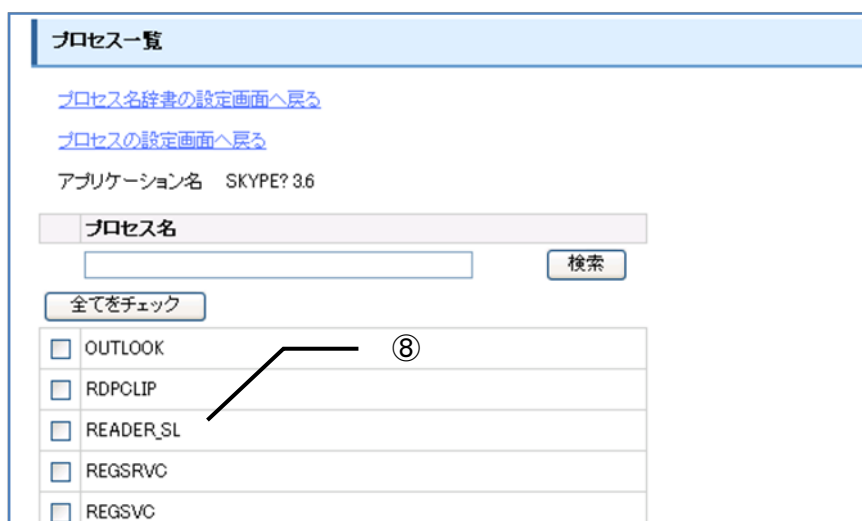 プロセス一覧
プロセス名辞書の設定画面へ戻る
プロセスの設定画面へ戻る
アプリケーション名 SKYPE? 3.6
プロセス名
検索
全てをチェック
OUTLOOK
⑧
RDPCLIP
READER_SL
REGSRVC
REGSVC